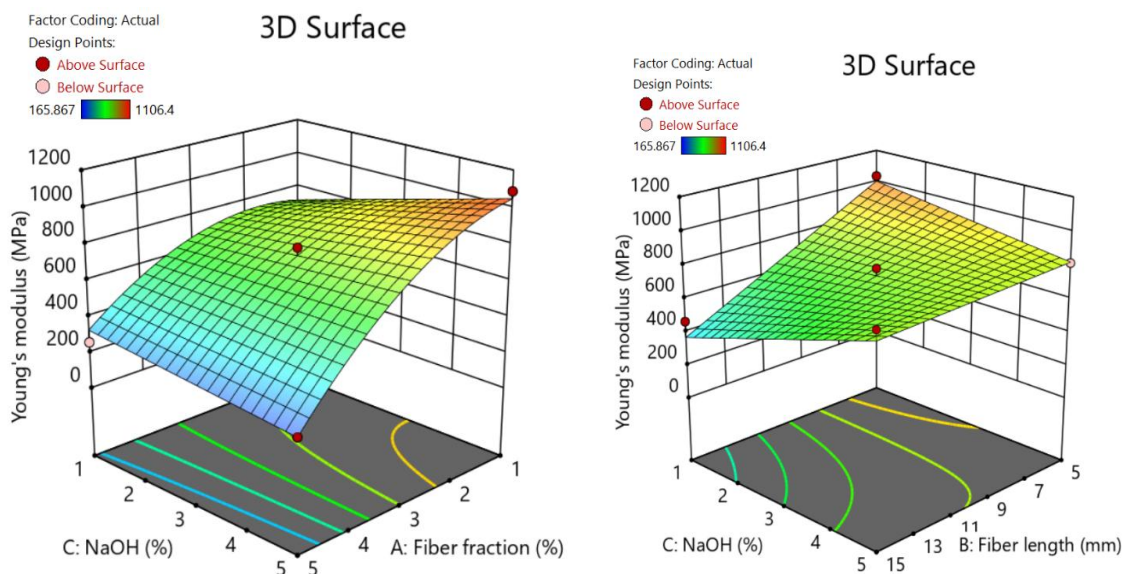 Factor Coding: Actual
3D Surface
Design Points:
Above Surface
Below Surface
165.867 1106.4
1200
1000
800
600
400
200
0
Young's modulus (MPa)
1
2
3
4
5
C: NaOH (%)
5
4
3
2
1
A: Fiber fraction (%)
Factor Coding: Actual
3D Surface
Design Points:
Above Surface
Below Surface
165.867 1106.4
1200
1000
800
600
400
200
0
Young's modulus (MPa)
1
2
3
4
5
C: NaOH (%)
15
13
11
9
7
5
B: Fiber length (mm)